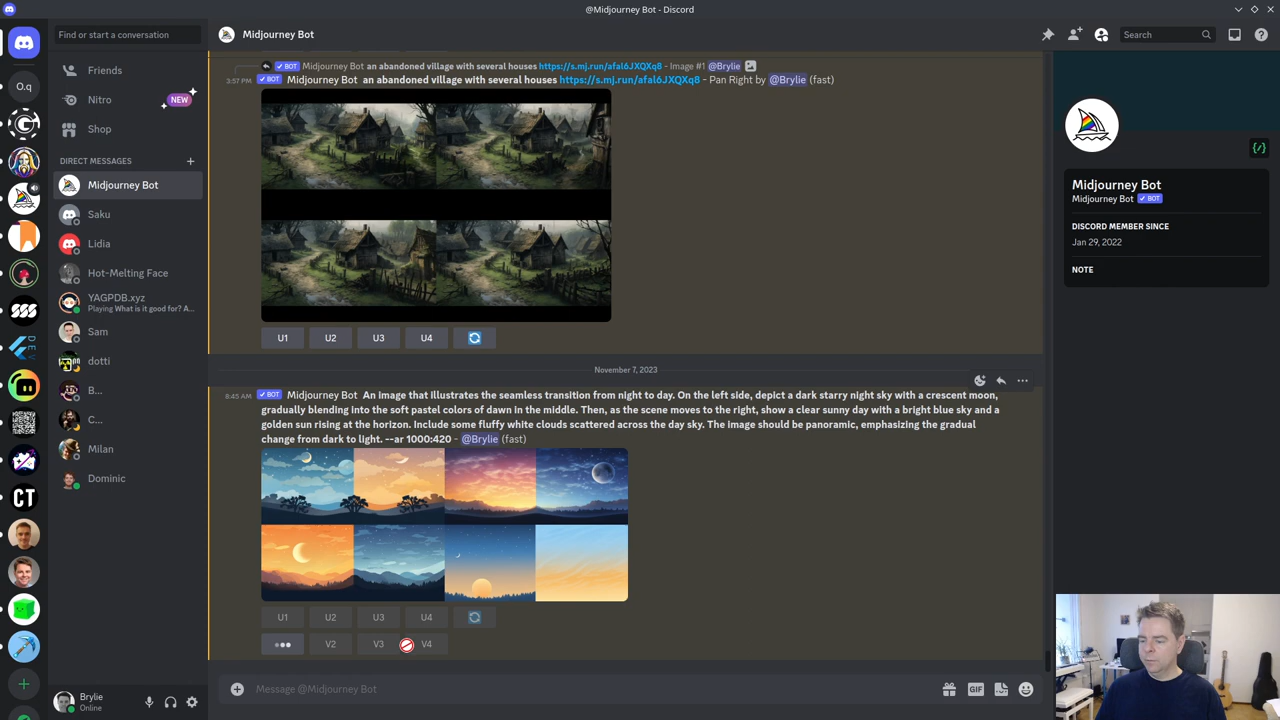 @Midjourney Bot - Discord
Find or start a conversation
Midjourney Bot
Search
Friends
Nitro
NEW
Shop
DIRECT MESSAGES
Midjourney Bot
Saku
Lidia
Hot-Melting Face
YAGPDB.xyz
Playing What is it good for? A...
Sam
dotti
B...
C...
Milan
Dominic
Brylie
Online
O.q
DEV
CT
BOT Midjourney Bot an abandoned village with several houses https://s.mj.run/afal6JXQXq8 - Image #1 @Brylie
3:57 PM BOT Midjourney Bot an abandoned village with several houses https://s.mj.run/afal6JXQXq8 - Pan Right by @Brylie (fast)
U1 U2 U3 U4
November 7, 2023
8:45 AM BOT Midjourney Bot An image that illustrates the seamless transition from night to day. On the left side, depict a dark starry night sky with a crescent moon,
gradually blending into the soft pastel colors of dawn in the middle. Then, as the scene moves to the right, show a clear sunny day with a bright blue sky and a
golden sun rising at the horizon. Include some fluffy white clouds scattered across the day sky. The image should be panoramic, emphasizing the gradual
change from dark to light. --ar 1000:420 - @Brylie (fast)
U1 U2 U3 U4
V2 V3 V4
Message @Midjourney Bot
GIF
{/}
Midjourney Bot
Midjourney Bot BOT
DISCORD MEMBER SINCE
Jan 29, 2022
NOTE